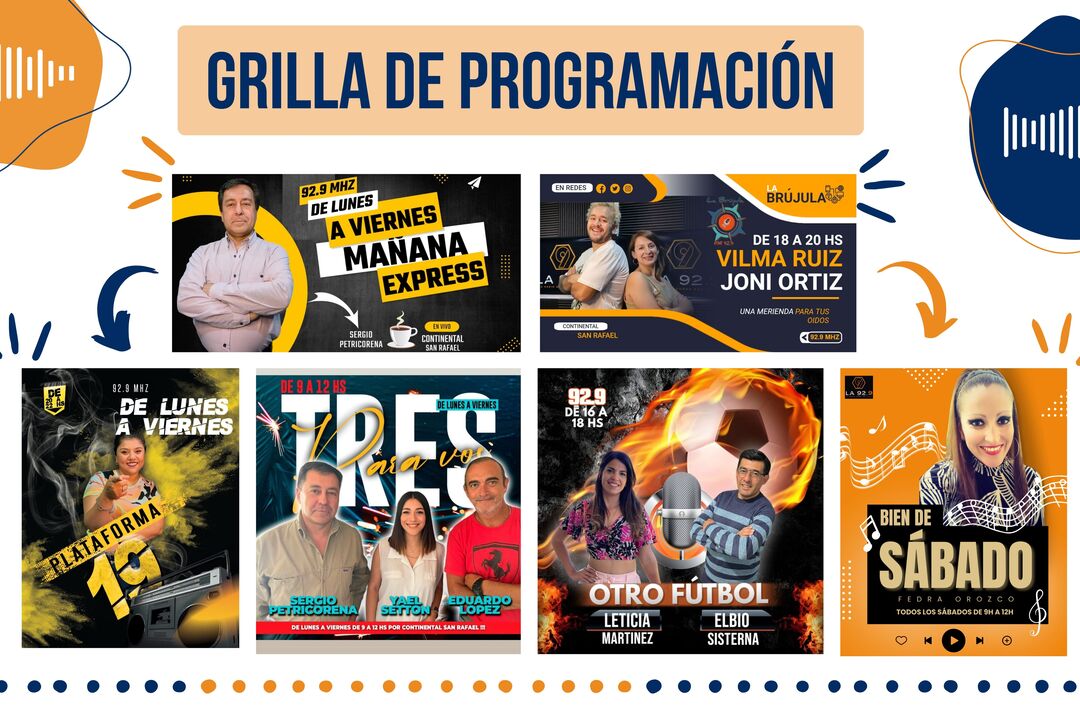 GRILLA DE PROGRAMACIÓN
92.9 MHZ
DE LUNES
A VIERNES
MAÑANA
EXPRESS
SERGIO
PETRICORENA
EN VIVO
CONTINENTAL
SAN RAFAEL
EN REDES
LA
BRÚJULA
DE 18 A 20 HS
VILMA RUIZ
JONI ORTIZ
UNA MERIENDA PARA TUS
OIDOS
CONTINENTAL
SAN RAFAEL
92.9 MHZ
92.9 MHZ
DE LUNES
A VIERNES
PLATAFORMA
DE 9 A 12 HS
DE LUNES A VIERNES
TRES
Para vos
SERGIO
PETRICORENA
YAEL
SETTON
EDUARDO
LOPEZ
DE LUNES A VIERNES DE 9 A 12 HS POR CONTINENTAL SAN RAFAEL !!!
92.9
DE 16 A
18 HS
OTRO FÚTBOL
LETICIA
MARTINEZ
ELBIO
SISTERNA
LA 92.9
BIEN DE
SÁBADO
FEDRA OROZCO
TODOS LOS SÁBADOS DE 9H A 12H